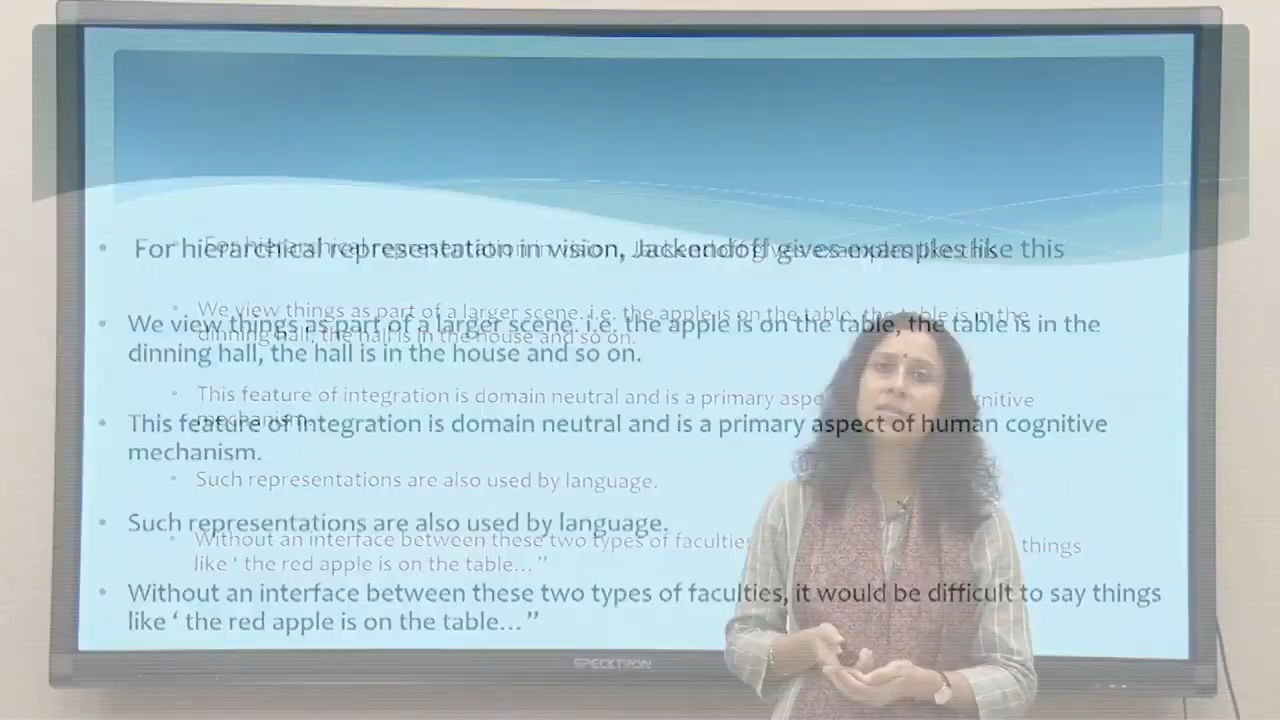 • For hierarchical representation in vision, Jackendoff gives examples like this
• We view things as part of a larger scene. i.e. the apple is on the table, the table is in the
dinning hall, the hall is in the house and so on.
• This feature of integration is domain neutral and is a primary aspect of human cognitive
mechanism.
• Such representations are also used by language.
• Without an interface between these two types of faculties, it would be difficult to say things
like ‘ the red apple is on the table… ”
SPECKTRON